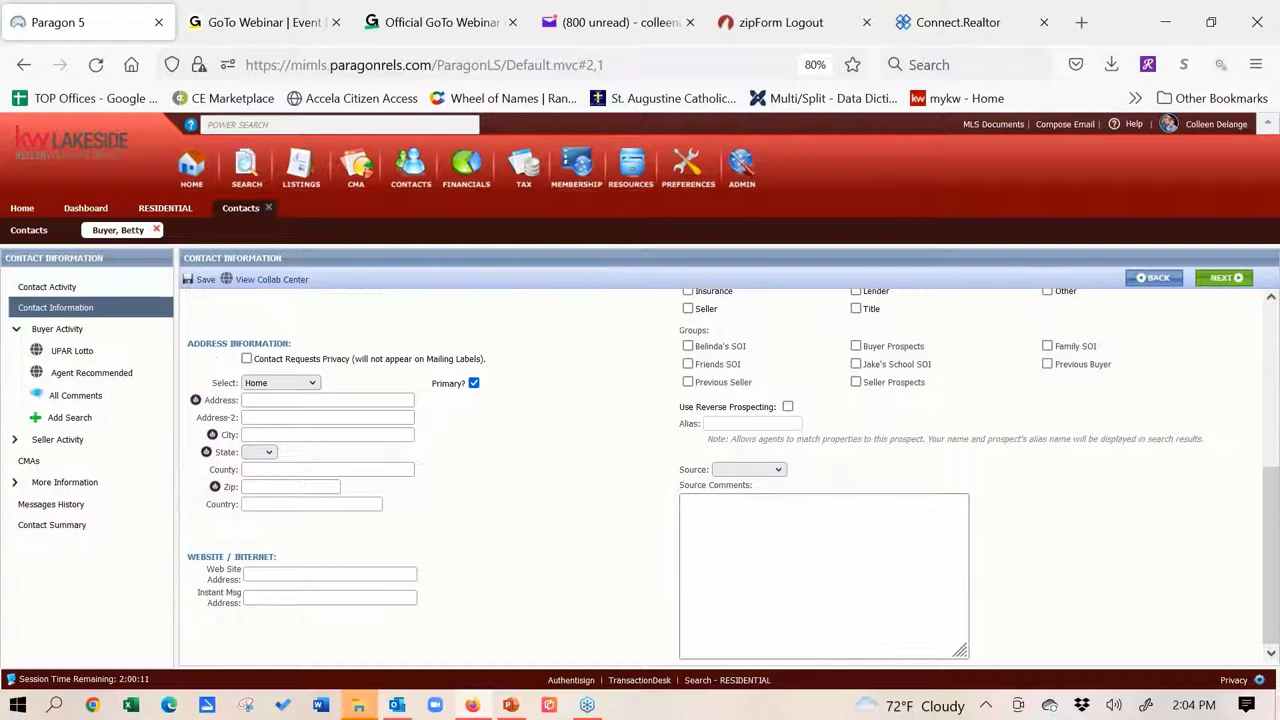 Paragon 5
GoTo Webinar | Event
Official GoTo Webinar
(800 unread) - colleen
zipForm Logout
Connect.Realtor
https://mimls.paragonrels.com/ParagonLS/Default.mvc#2,1
80%
Search
TOP Offices - Google ...
CE Marketplace
Accela Citizen Access
Wheel of Names | Ran...
St. Augustine Catholic...
Multi/Split - Data Dict...
mykw - Home
Other Bookmarks
kw LAKESIDE
POWER SEARCH
MLS Documents
Compose Email
Help
Colleen Delange
HOME
SEARCH
LISTINGS
CMA
CONTACTS
FINANCIALS
TAX
MEMBERSHIP
RESOURCES
PREFERENCES
ADMIN
Home
Dashboard
RESIDENTIAL
Contacts
Contacts
Buyer, Betty
CONTACT INFORMATION
Contact Activity
Contact Information
Buyer Activity
UPAR Lotto
Agent Recommended
All Comments
Add Search
Seller Activity
CMAs
More Information
Messages History
Contact Summary
CONTACT INFORMATION
Save
View Collab Center
BACK
NEXT
Insurance
Lender
Other
Seller
Title
ADDRESS INFORMATION:
Contact Requests Privacy (will not appear on Mailing Labels).
Select: Home
Primary?
Address:
Address-2:
City:
State:
County:
Zip:
Country:
WEBSITE / INTERNET:
Web Site
Address:
Instant Msg
Address:
Groups:
Belinda's SOI
Buyer Prospects
Family SOI
Friends SOI
Jake's School SOI
Previous Buyer
Previous Seller
Seller Prospects
Use Reverse Prospecting:
Alias:
Note: Allows agents to match properties to this prospect. Your name and prospect's alias name will be displayed in search results.
Source:
Source Comments:
Session Time Remaining: 2:00:11
Authentisign | TransactionDesk | Search - RESIDENTIAL
Privacy
72°F Cloudy
2:04 PM